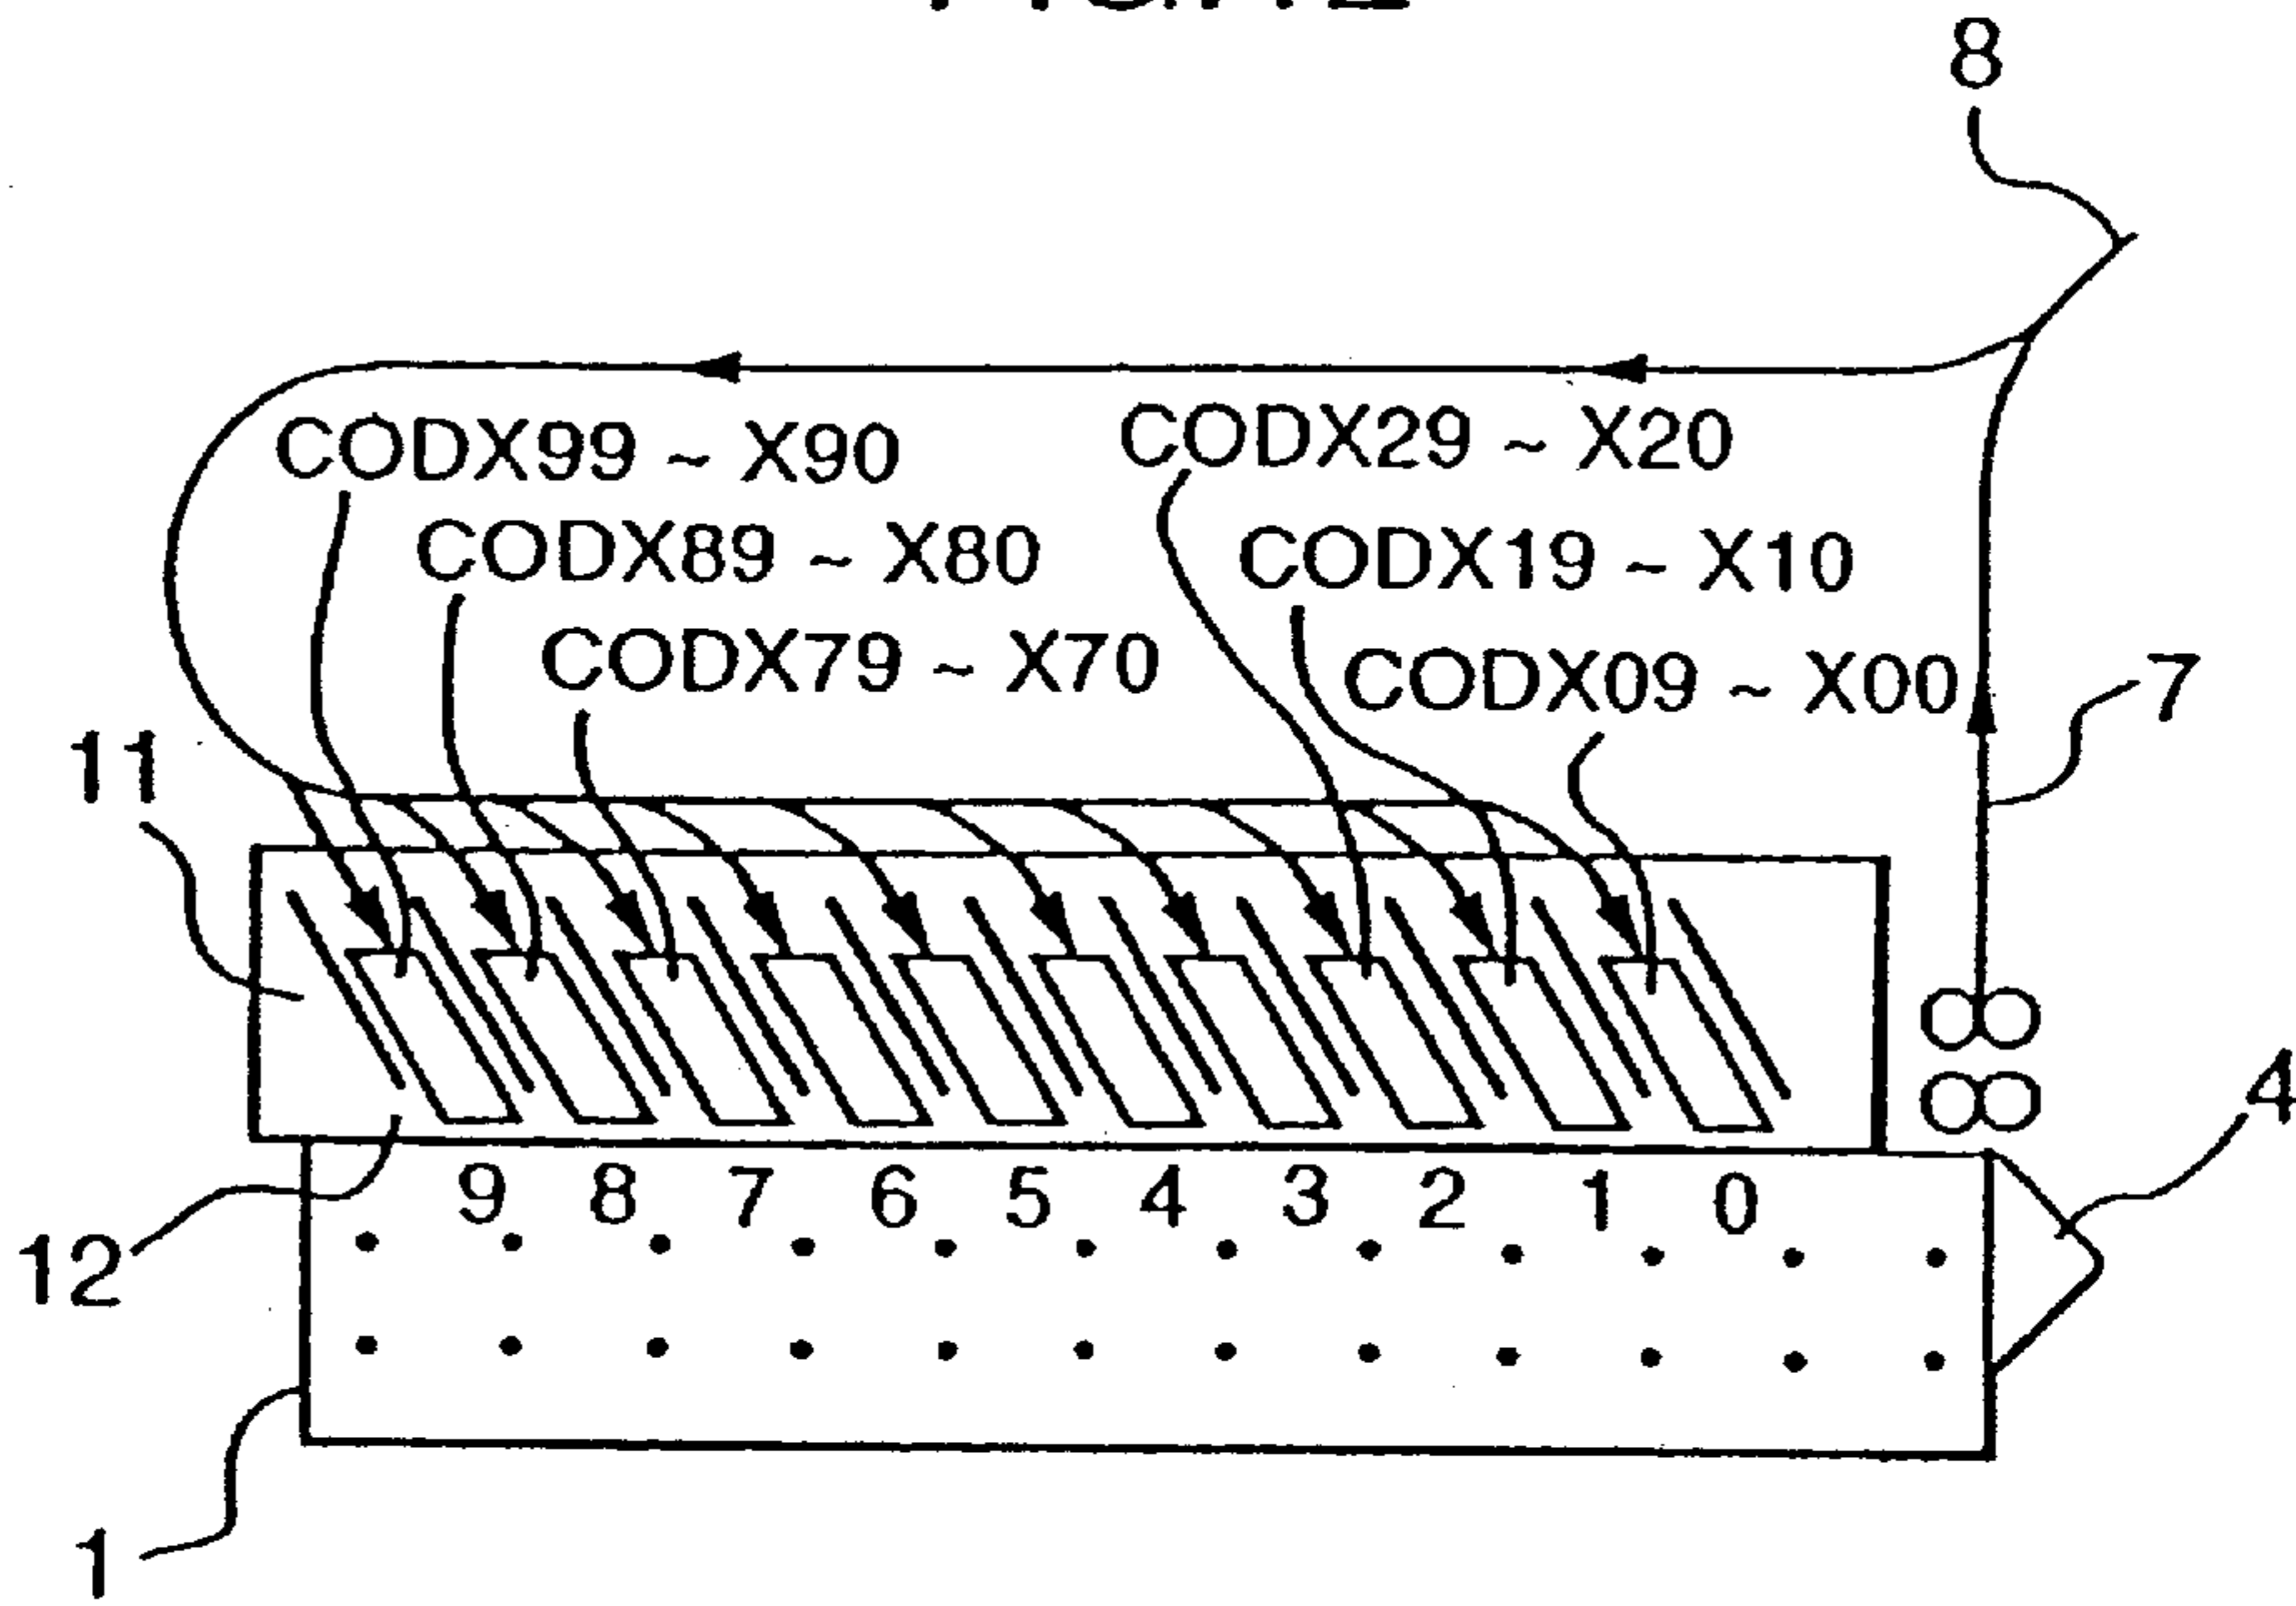 8
CODX99 ~ X90
CODX29 ~ X20
CODX89 ~ X80
CODX19 ~ X10
CODX79 ~ X70
CODX09 ~ X00
7
11
4
9 8 7 6 5 4 3 2 1 0
12
1